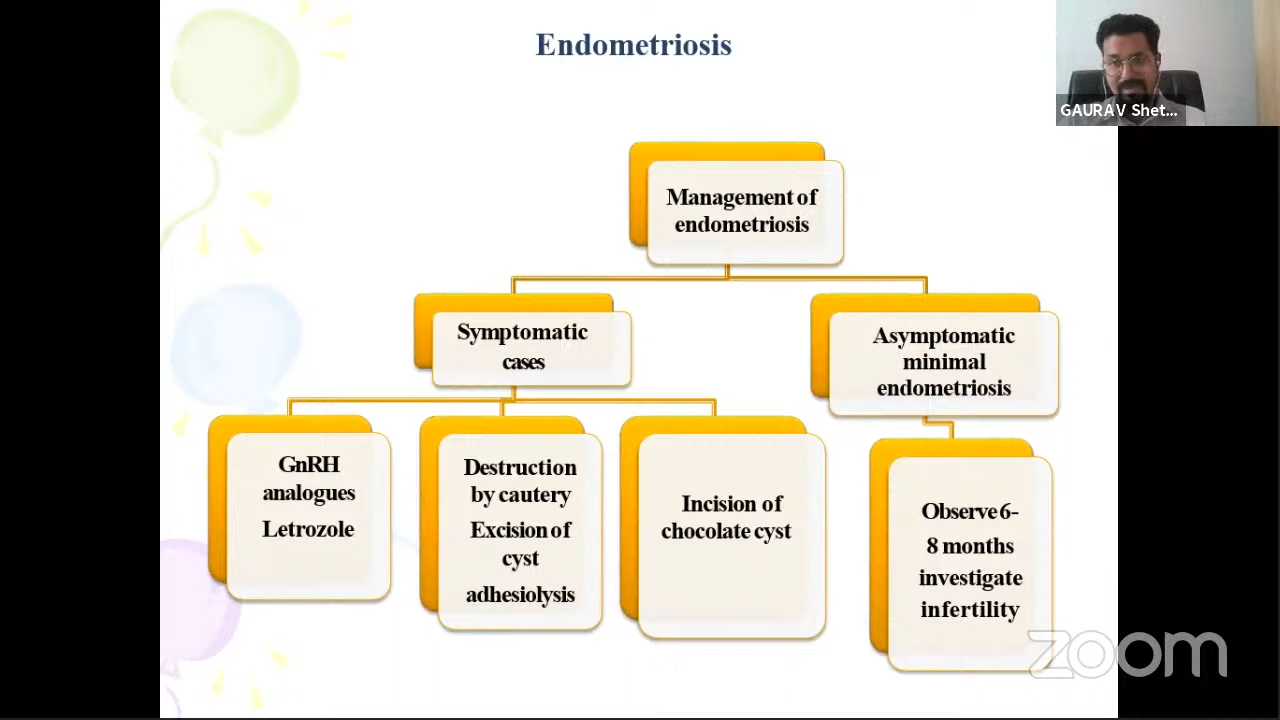 Endometriosis
GAURAV Shet...
Management of
endometriosis
Symptomatic
cases
Asymptomatic
minimal
endometriosis
GnRH
analogues
Letrozole
Destruction
by cautery
Excision of
cyst
adhesiolysis
Incision of
chocolate cyst
Observe 6-
8 months
investigate
infertility
zoom